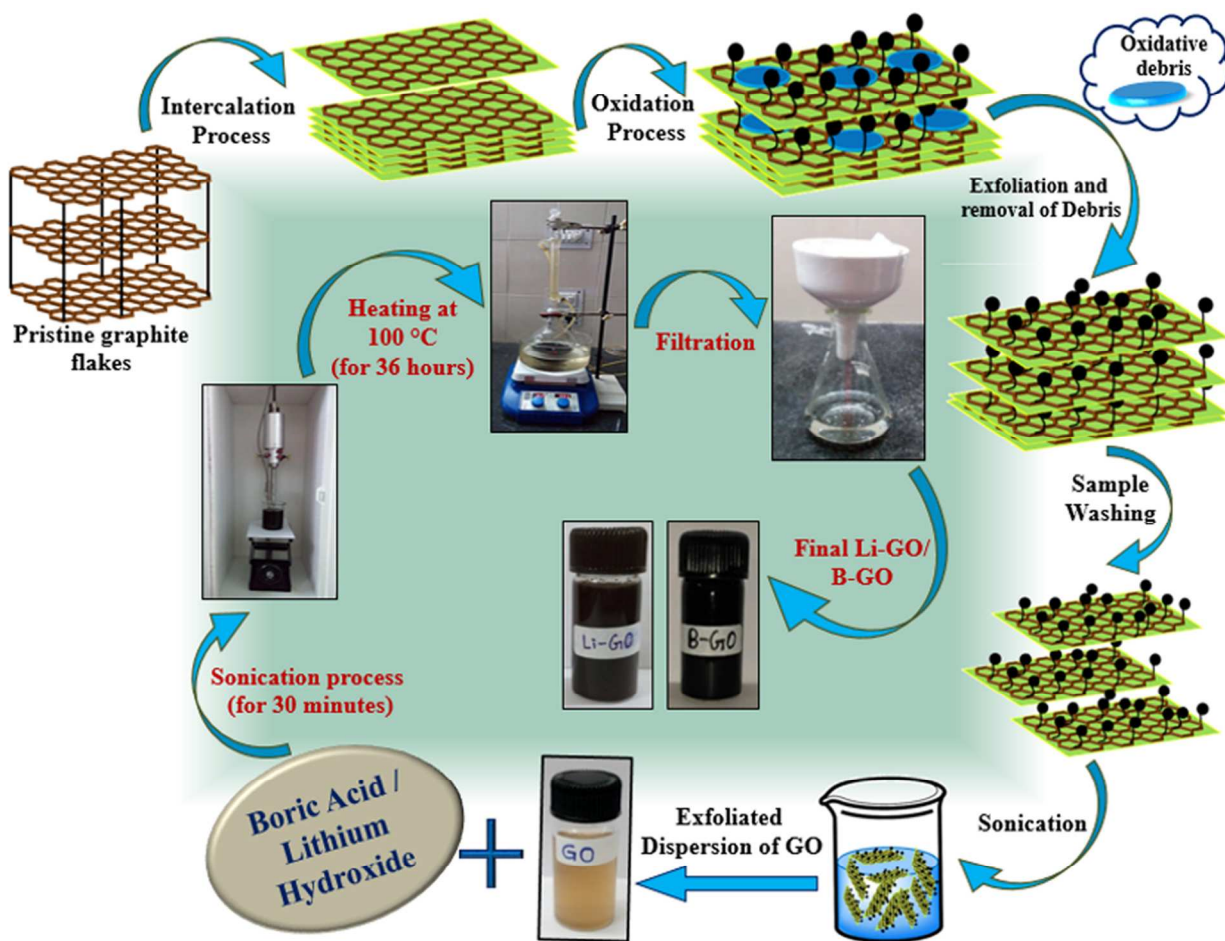 Pristine graphite
flakes
Intercalation
Process
Oxidation
Process
Oxidative
debris
Exfoliation and
removal of Debris
Sample
Washing
Sonication
Exfoliated
Dispersion of GO
GO
Boric Acid /
Lithium
Hydroxide
Sonication process
(for 30 minutes)
Heating at
100 °C
(for 36 hours)
Filtration
Final Li-GO/
B-GO
Li-GO
B-GO